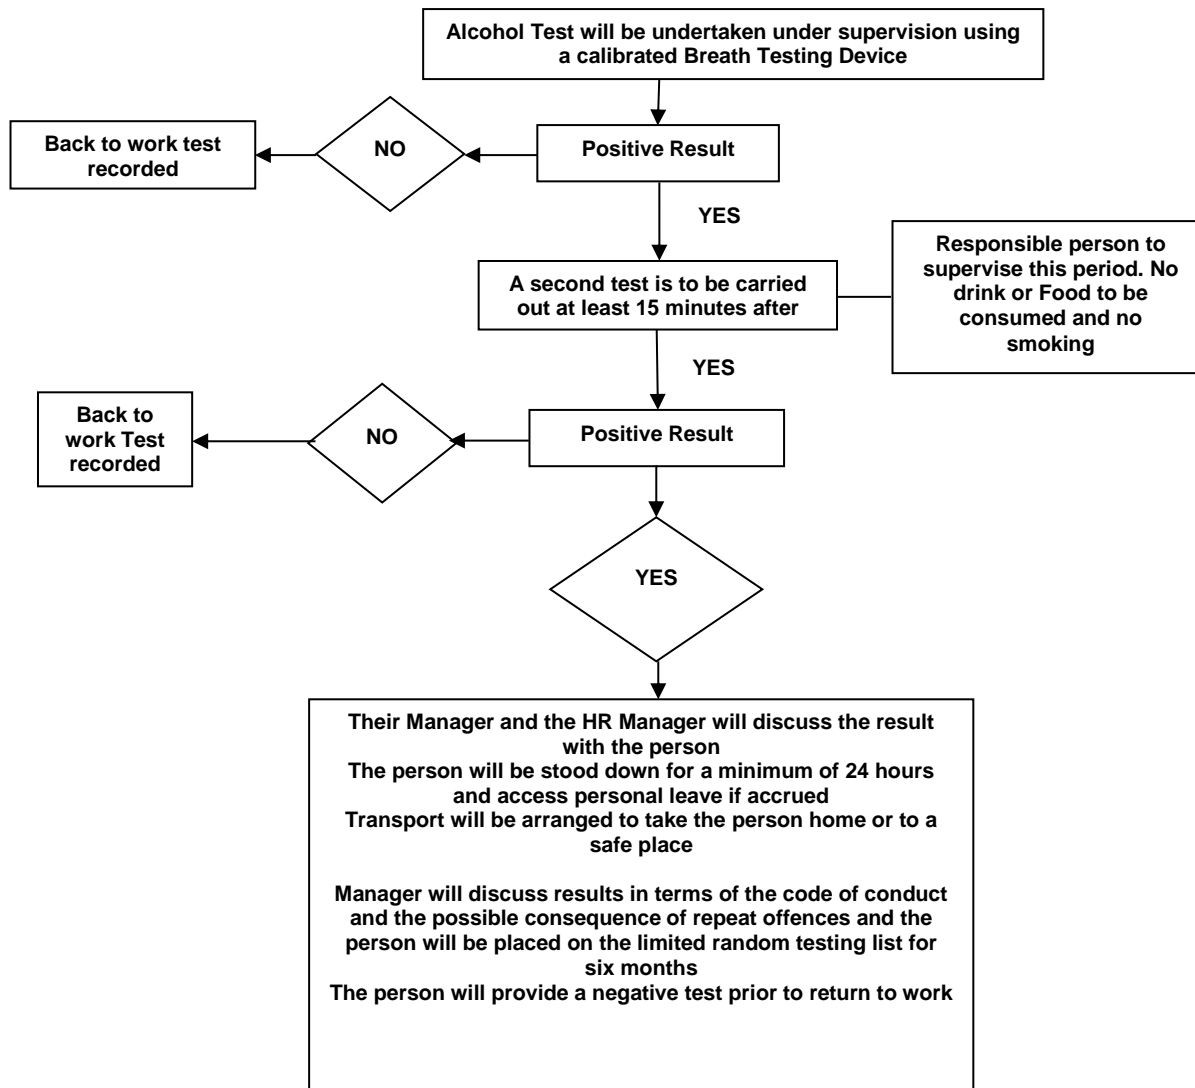 Alcohol Test will be undertaken under supervision using
a calibrated Breath Testing Device
Back to work test
recorded
NO
Positive Result
YES
A second test is to be carried
out at least 15 minutes after
Responsible person to
supervise this period. No
drink or Food to be
consumed and no
smoking
YES
Back to
work Test
recorded
NO
Positive Result
YES
Their Manager and the HR Manager will discuss the result
with the person
The person will be stood down for a minimum of 24 hours
and access personal leave if accrued
Transport will be arranged to take the person home or to a
safe place
Manager will discuss results in terms of the code of conduct
and the possible consequence of repeat offences and the
person will be placed on the limited random testing list for
six months
The person will provide a negative test prior to return to work